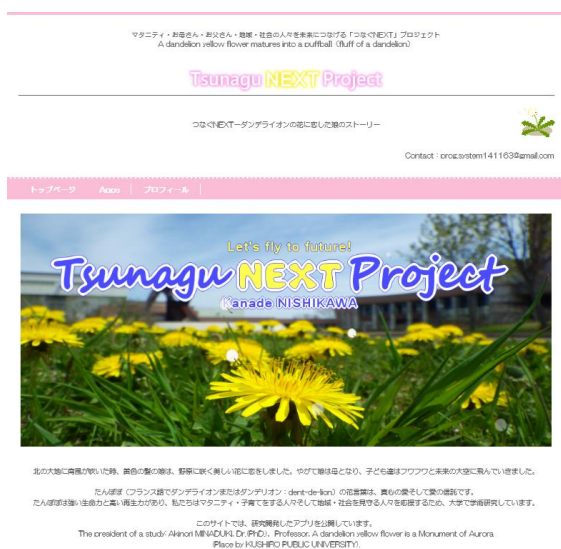 マタニティ・お母さん・お父さん・地域・社会の人々を未来につなげる「つなぐNEXT」プロジェクト
A dandelion yellow flower matures into a puffball (fluff of a dandelion)
Tsunagu NEXT Project
つなぐNEXTーダンデライオンの花に恋した娘のストーリー
Contact : prog.system141163@gmail.com
トップページ Apps プロフィール
Let's fly to future!
Tsunagu NEXT Project
Kanade NISHIKAWA
北の大地に南風が吹いた時、黄色の髪の娘は、野原に咲く美しい花に恋をしました。やがて娘は母となり、子ども達はフワフワと未来の大空に飛んでいきました。
たんぽぽ（フランス語でダンデライオンまたはダンデリオン：dent-de-lion）の花言葉は、真心の愛そして愛の信託です。
たんぽぽは強い生命力と高い再生力があり、私たちはマタニティ・子育てをする人々そして地域・社会を見守る人々を応援するため、大学で学術研究しています。
このサイトでは、研究開発したアプリを公開しています。
The president of a study: Akinori MINADUKI, Dr.(PhD.), Professor. A dandelion yellow flower is a Monument of Aurora
(Place by KUSHIRO PUBLIC UNIVERSITY).